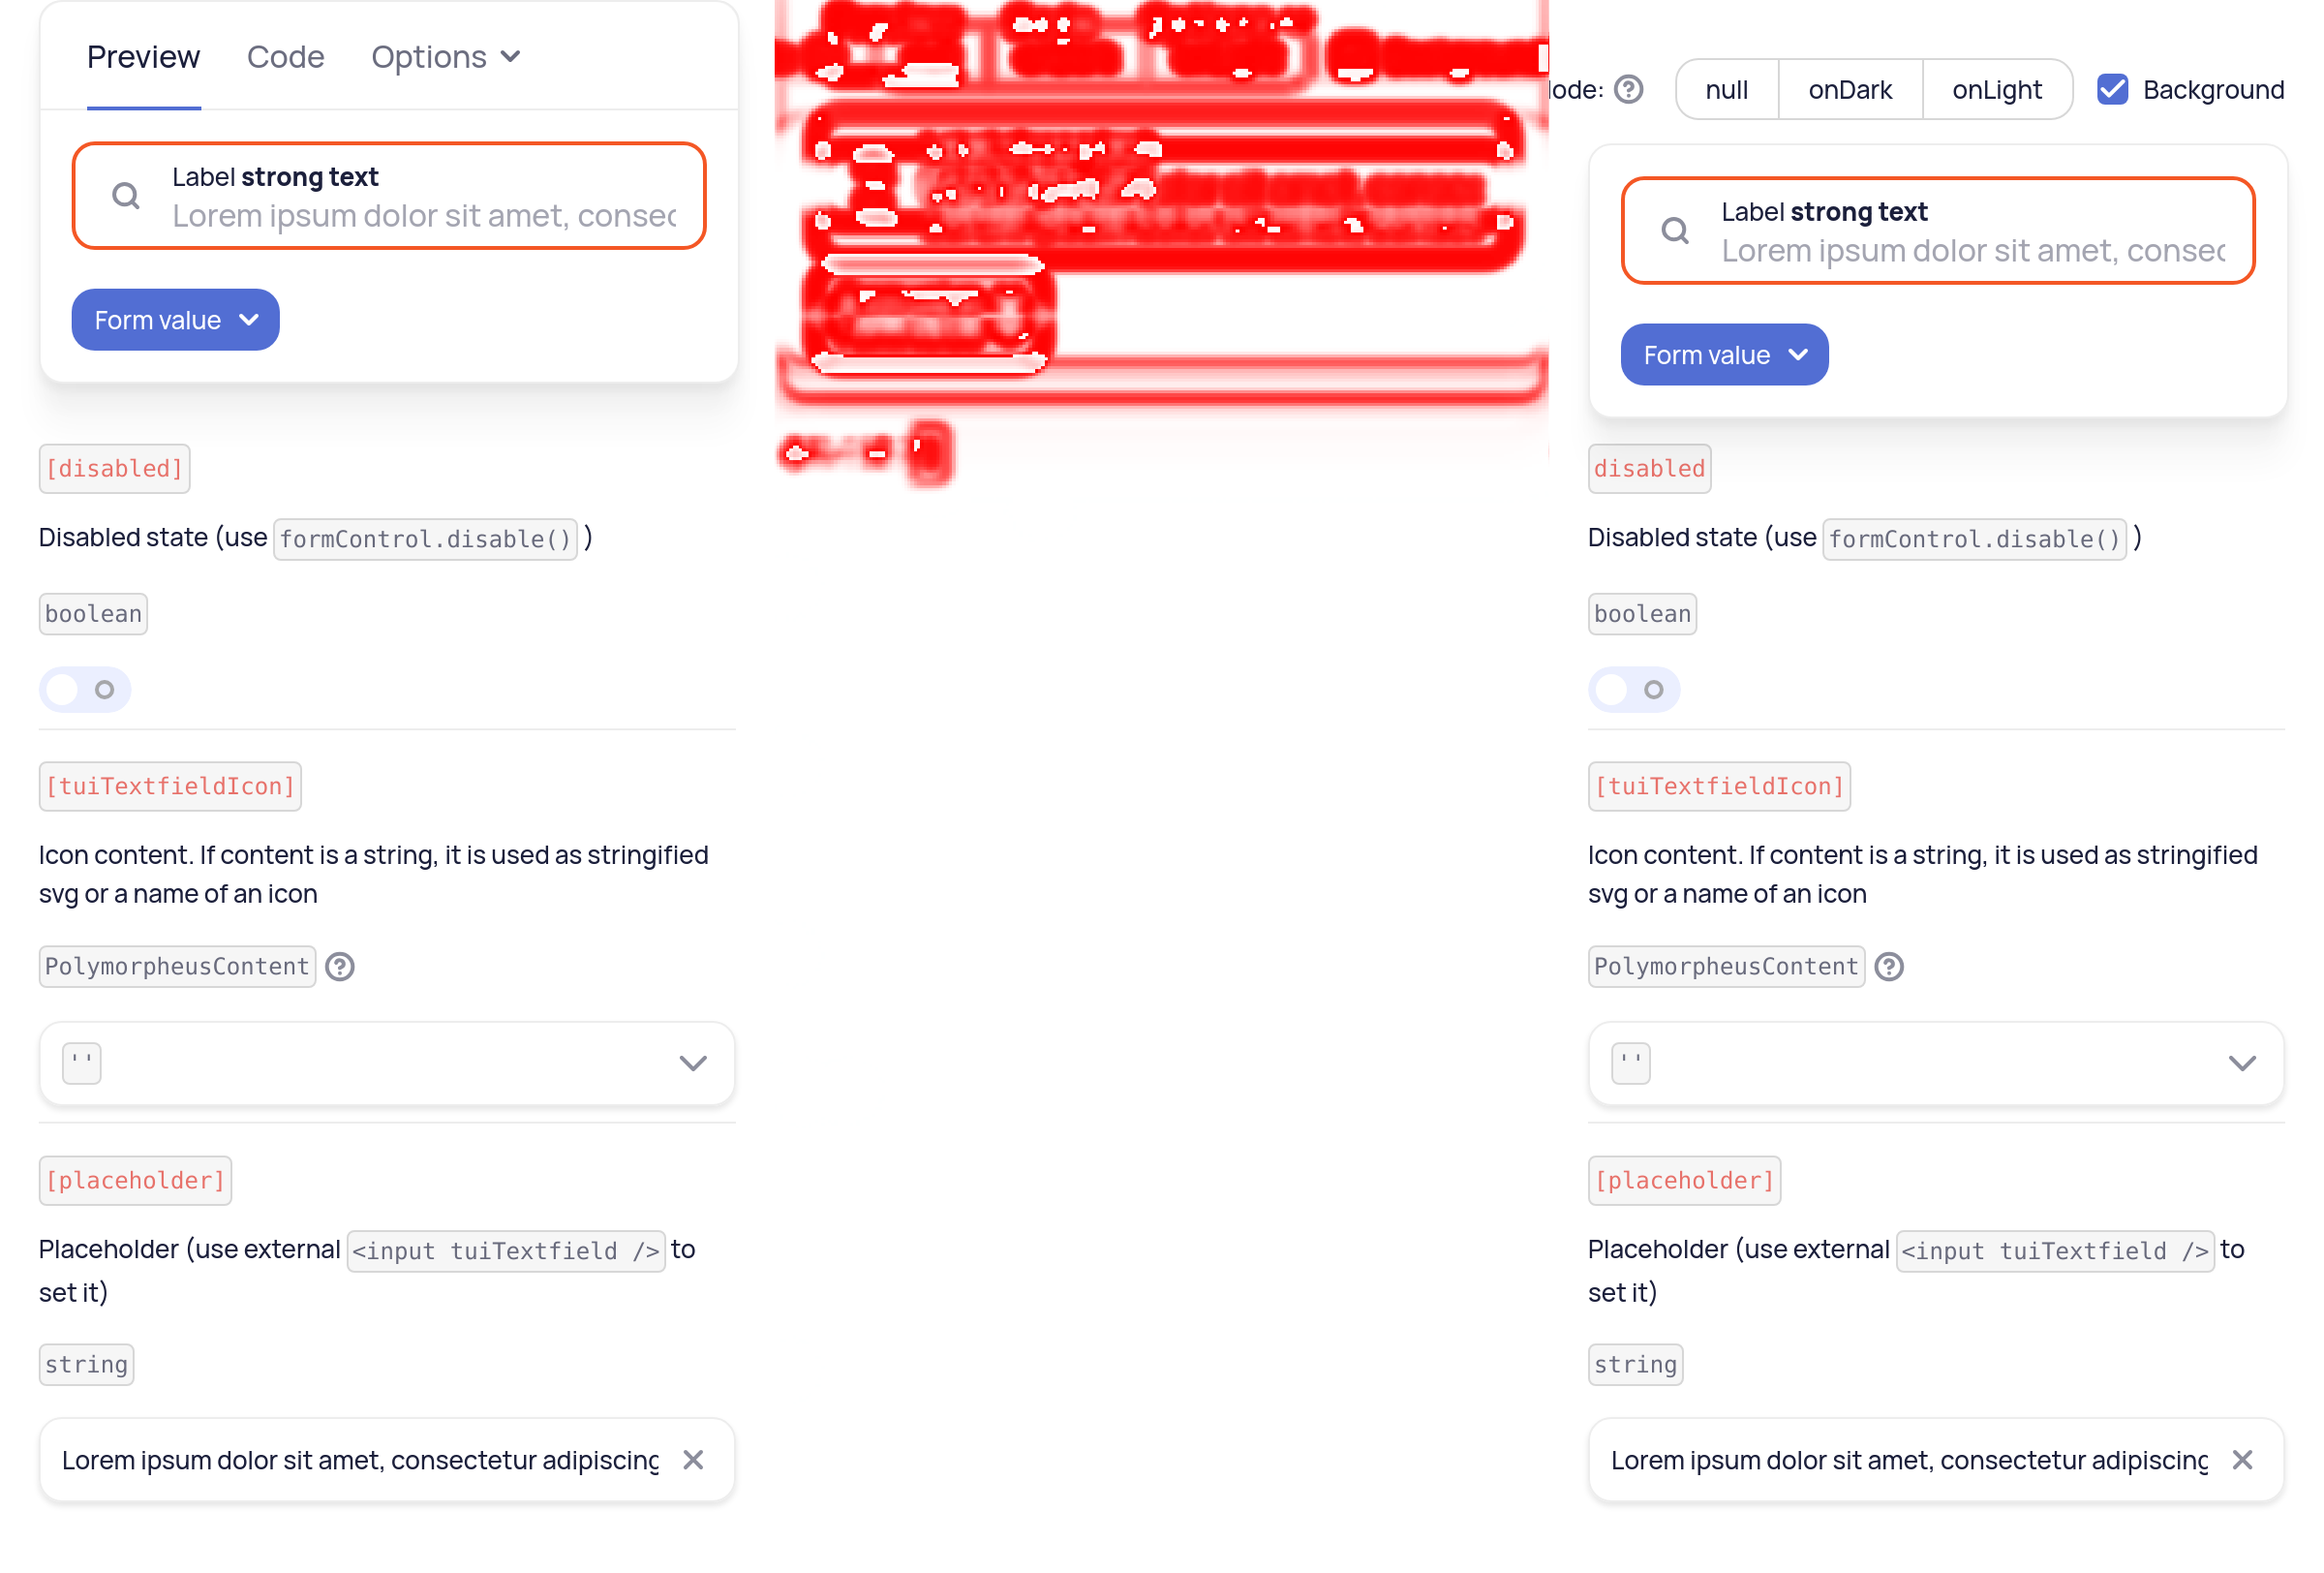 Preview Code Options
Label strong text
Lorem ipsum dolor sit amet, consec
Form value
[disabled]
Disabled state (use formControl.disable() )
boolean
[tuiTextfieldIcon]
Icon content. If content is a string, it is used as stringified
svg or a name of an icon
PolymorpheusContent
''
[placeholder]
Placeholder (use external <input tuiTextfield /> to
set it)
string
Lorem ipsum dolor sit amet, consectetur adipiscing
ode: null onDark onLight Background
Label strong text
Lorem ipsum dolor sit amet, consec
Form value
disabled
Disabled state (use formControl.disable() )
boolean
[tuiTextfieldIcon]
Icon content. If content is a string, it is used as stringified
svg or a name of an icon
PolymorpheusContent
''
[placeholder]
Placeholder (use external <input tuiTextfield /> to
set it)
string
Lorem ipsum dolor sit amet, consectetur adipiscing